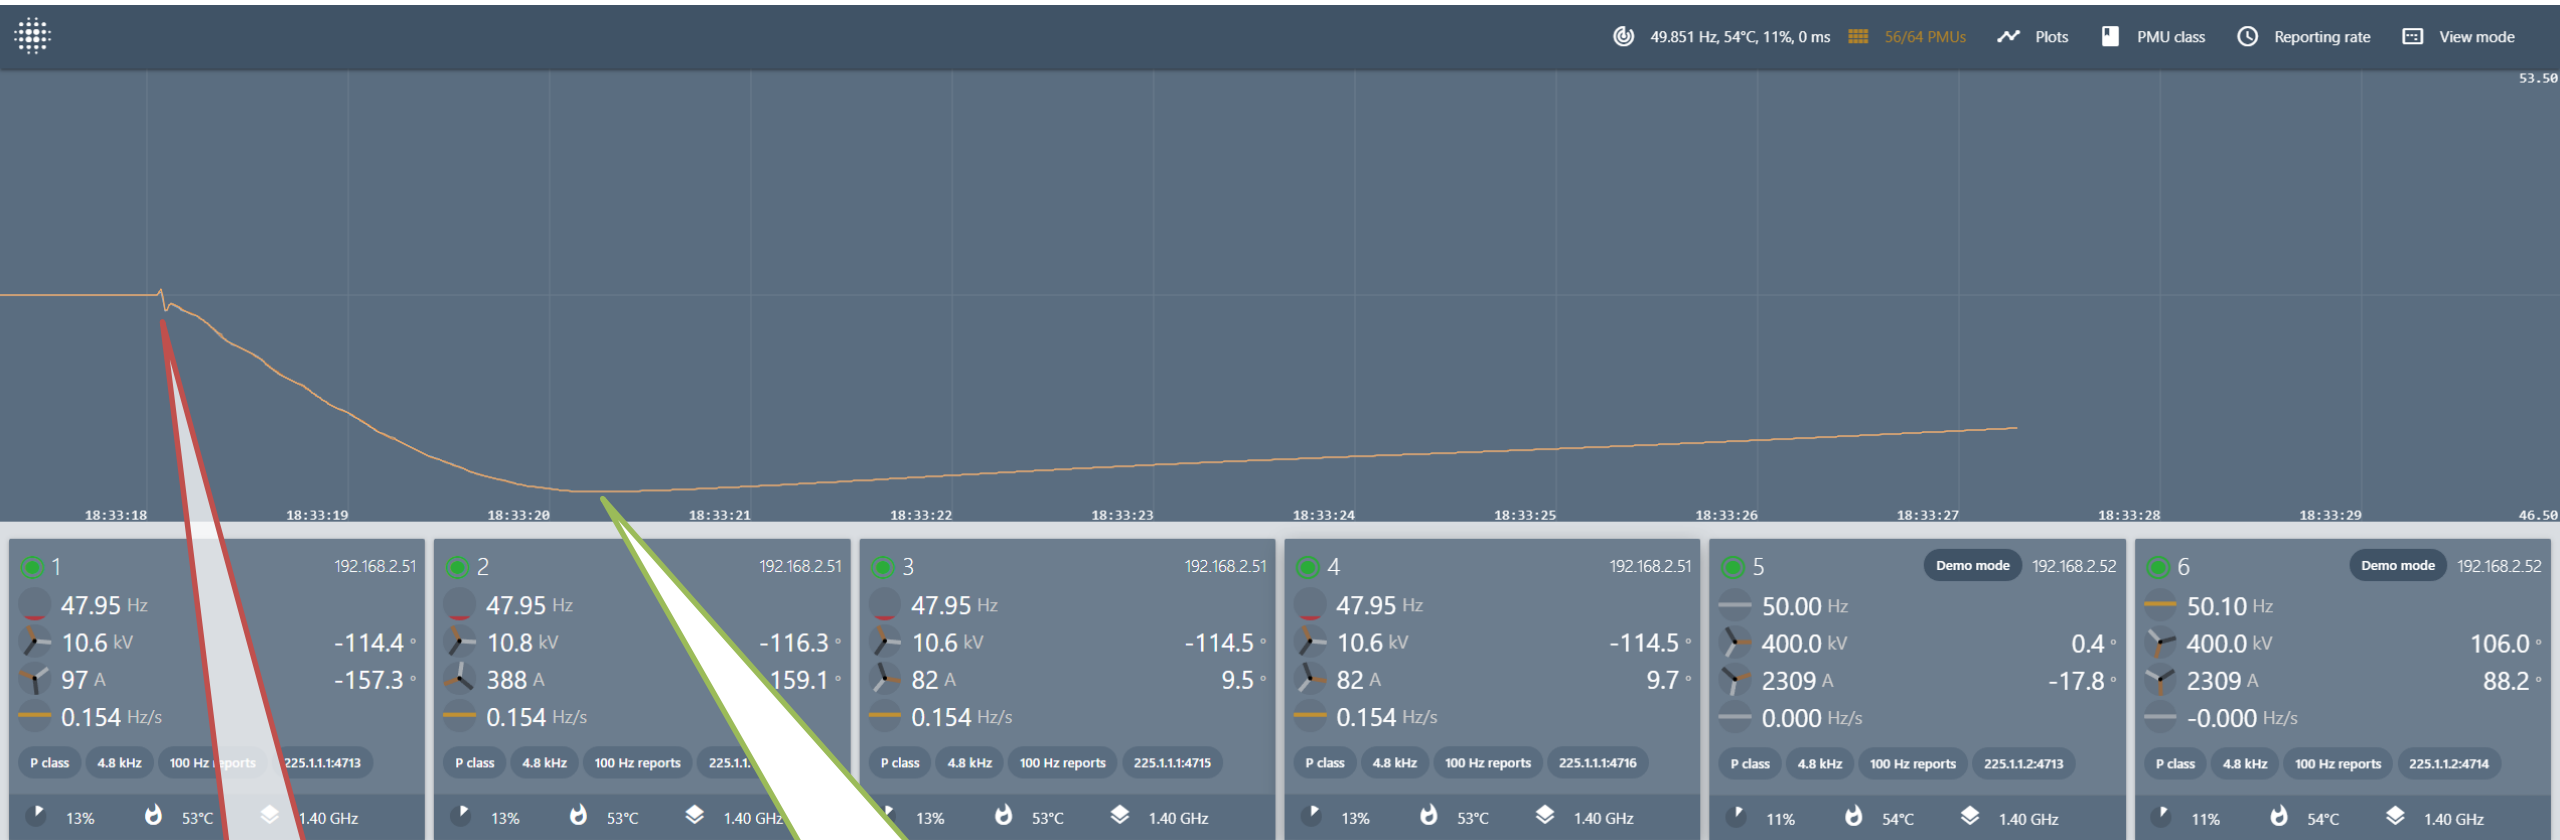 49.851 Hz, 54°C, 11%, 0 ms 56/64 PMUs Plots PMU class Reporting rate View mode
53.50
18:33:18 18:33:19 18:33:20 18:33:21 18:33:22 18:33:23 18:33:24 18:33:25 18:33:26 18:33:27 18:33:28 18:33:29 46.50
1 192.168.2.51
47.95 Hz
10.6 kV -114.4 °
97 A -157.3 °
0.154 Hz/s
P class 4.8 kHz 100 Hz reports 225.1.1.1:4713
13% 53°C 1.40 GHz
2 192.168.2.51
47.95 Hz
10.8 kV -116.3 °
388 A 159.1 °
0.154 Hz/s
P class 4.8 kHz 100 Hz reports 225.1.1.
13% 53°C 1.40 GHz
3 192.168.2.51
47.95 Hz
10.6 kV -114.5 °
82 A 9.5 °
0.154 Hz/s
P class 4.8 kHz 100 Hz reports 225.1.1.1:4715
13% 53°C 1.40 GHz
4 192.168.2.51
47.95 Hz
10.6 kV -114.5 °
82 A 9.7 °
0.154 Hz/s
P class 4.8 kHz 100 Hz reports 225.1.1.1:4716
13% 53°C 1.40 GHz
5 Demo mode 192.168.2.52
50.00 Hz
400.0 kV 0.4 °
2309 A -17.8 °
0.000 Hz/s
P class 4.8 kHz 100 Hz reports 225.1.1.2:4713
11% 54°C 1.40 GHz
6 Demo mode 192.168.2.52
50.10 Hz
400.0 kV 106.0 °
2309 A 88.2 °
-0.000 Hz/s
P class 4.8 kHz 100 Hz reports 225.1.1.2:4714
11% 54°C 1.40 GHz